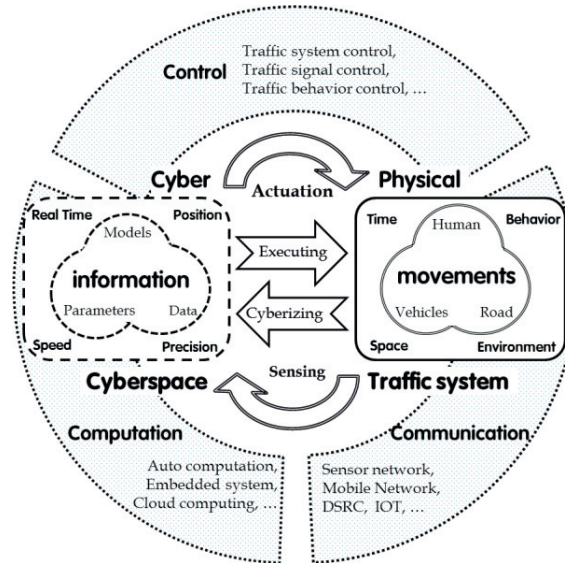 Traffic system control,
Control
Traffic signal control,
Traffic behavior control, ...
Cyber
Physical
Actuation
Real Time
Position
Models
information
Parameters
Data
Speed
Precision
Executing
Cyberizing
Time
Behavior
Human
movements
Vehicles
Road
Space
Environment
Cyberspace
Sensing
Traffic system
Computation
Communication
Auto computation,
Embedded system,
Cloud computing, ...
Sensor network,
Mobile Network,
DSRC, IOT, ...